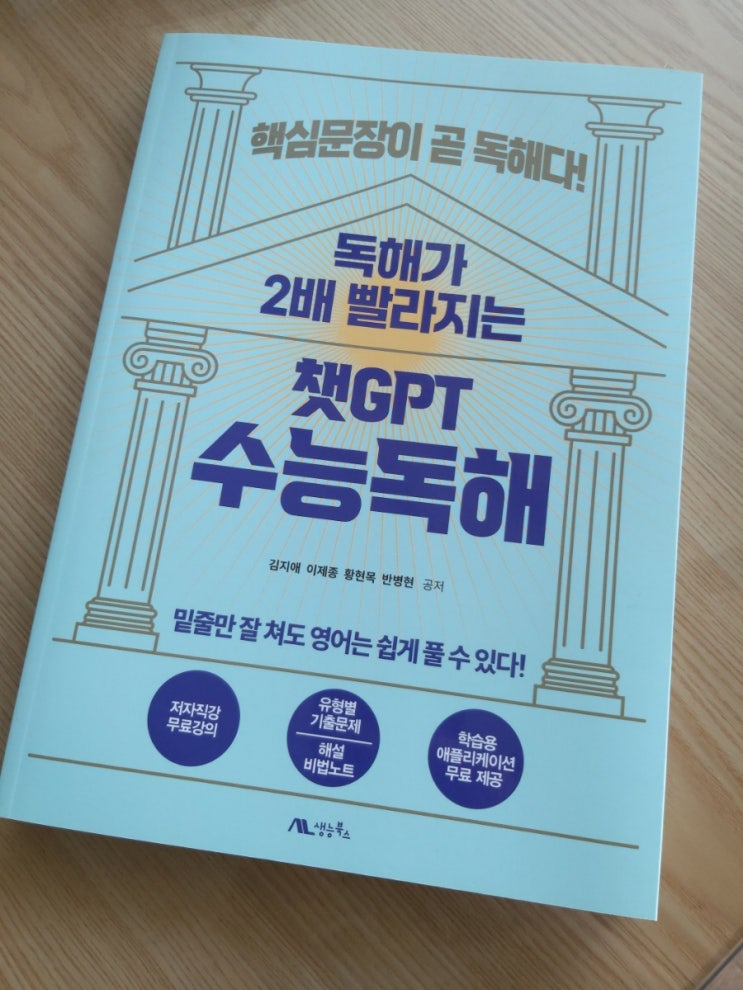 핵심문장이 곧 독해다!
독해가
2배 빨라지는
챗GPT
수능독해
김지애 이제종 황현목 반병현 공저
밑줄만 잘 쳐도 영어는 쉽게 풀 수 있다!
저자직강
무료강의
유형별
기출문제
해설
비법노트
학습용
애플리케이션
무료 제공
생능북스